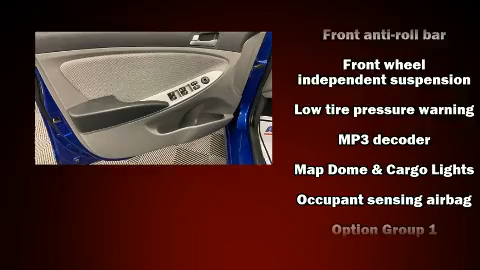 Front anti-roll bar
Front wheel
independent suspension
Low tire pressure warning
MP3 decoder
Map Dome & Cargo Lights
Occupant sensing airbag
Option Group 1